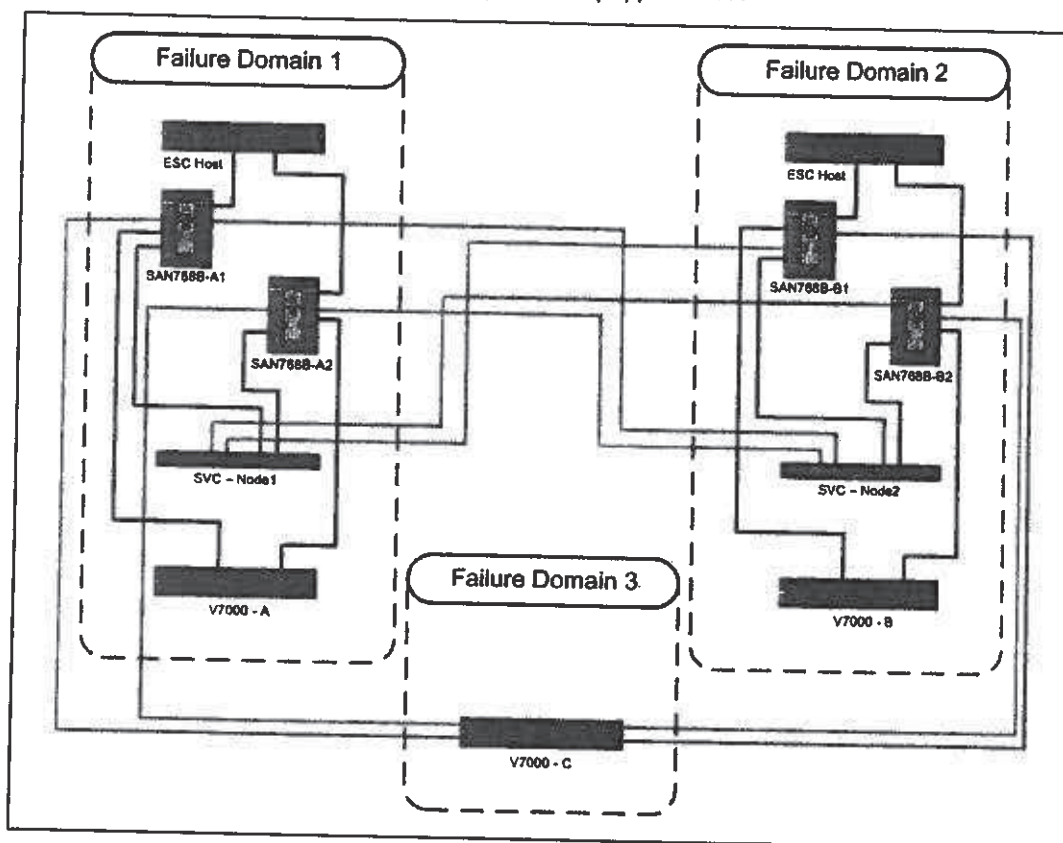 Failure Domain 1
ESC Host
SAN768B-A1
SAN768B-A2
SVC – Node1
V7000 - A
Failure Domain 2
ESC Host
SAN768B-B1
SAN768B-B2
SVC – Node2
V7000 - B
Failure Domain 3
V7000 - C